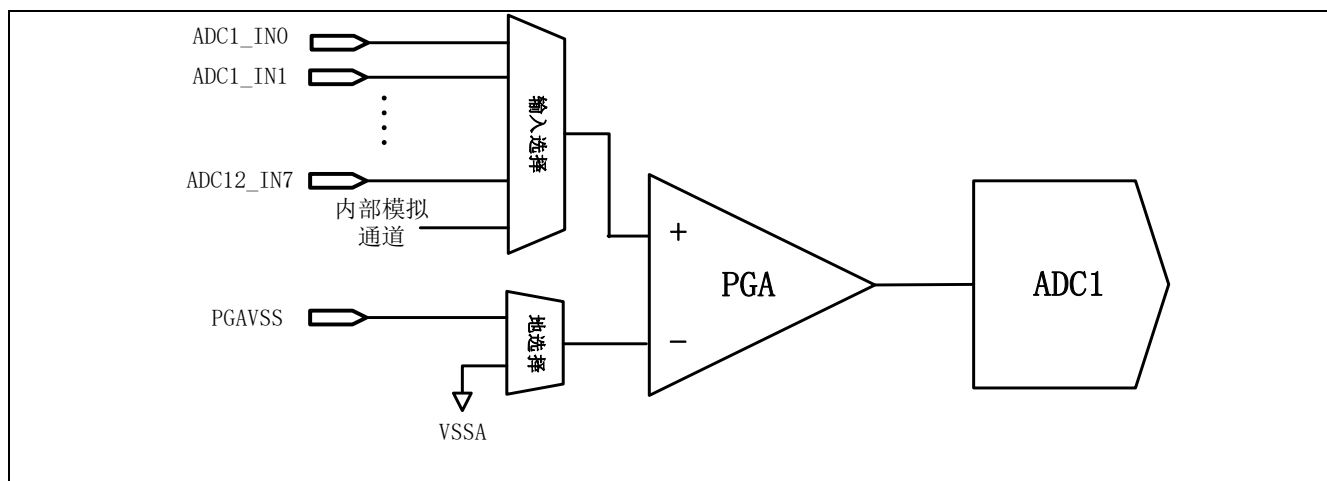 ADC1_IN0
ADC1_IN1
ADC12_IN7
内部模拟
通道
输入选择
PGAVSS
地选择
VSSA
+
PGA
−
ADC1